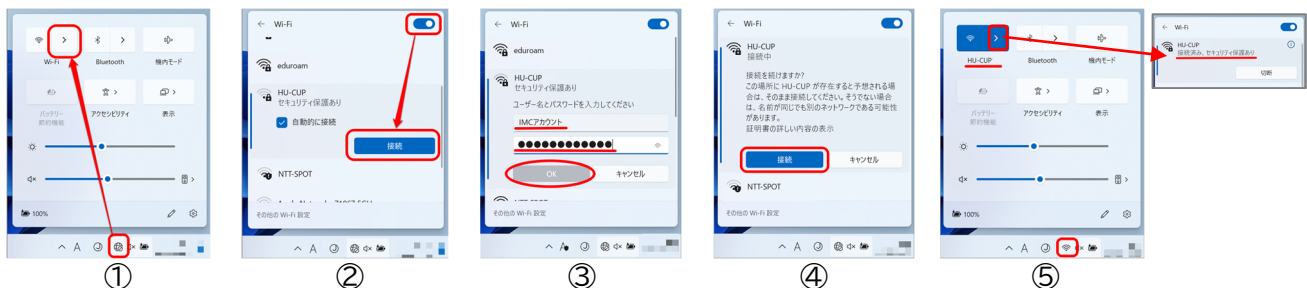 Wi-Fi
Bluetooth
機内モード
バッテリー
節約機能
アクセシビリティ
表示
100%
A
①
Wi-Fi
eduroam
HU-CUP
セキュリティ保護あり
自動的に接続
接続
NTT-SPOT
その他の Wi-Fi 設定
A
②
Wi-Fi
eduroam
HU-CUP
セキュリティ保護あり
ユーザー名とパスワードを入力してください
IMCアカウント
OK
キャンセル
その他の Wi-Fi 設定
A
③
Wi-Fi
HU-CUP
接続中
接続を続けますか?
この場所に HU-CUP が存在すると予想される場
合は、そのまま接続してください。そうでない場合
は、名前が同じでも別のネットワークである可能性
があります。
証明書の詳しい内容の表示
接続
キャンセル
NTT-SPOT
その他の Wi-Fi 設定
A
④
HU-CUP
Bluetooth
機内モード
バッテリー
節約機能
アクセシビリティ
表示
100%
A
⑤
Wi-Fi
HU-CUP
接続済み、セキュリティ保護あり
切断